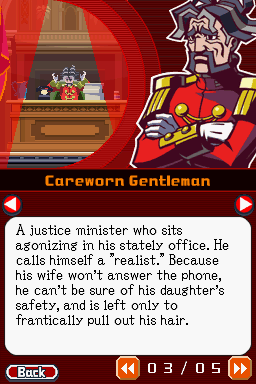 Careworn Gentleman
A justice minister who sits
agonizing in his stately office. He
calls himself a "realist." Because
his wife won't answer the phone,
he can't be sure of his daughter's
safety, and is left only to
frantically pull out his hair.
Back
03/05